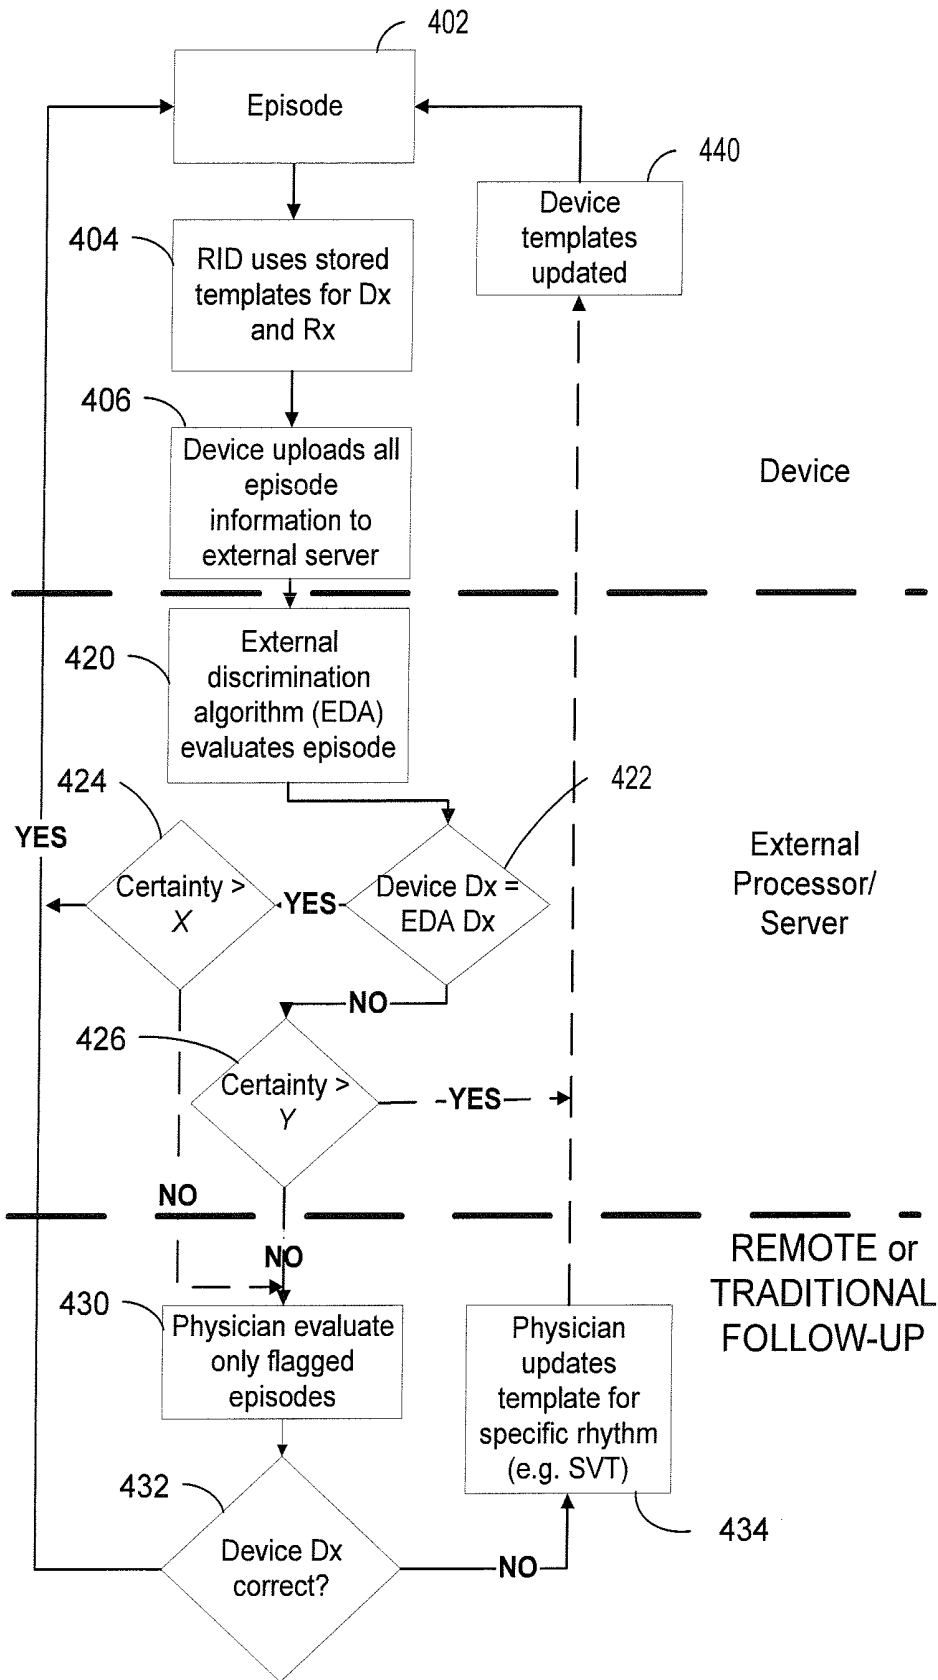 402
Episode
440
Device
templates
updated
404
RID uses stored
templates for Dx
and Rx
406
Device uploads all
episode
information to
external server
Device
420
External
discrimination
algorithm (EDA)
evaluates episode
424
422
YES
Certainty >
X
YES
Device Dx =
EDA Dx
External
Processor/
Server
NO
426
Certainty >
Y
YES
NO
NO
REMOTE or
TRADITIONAL
FOLLOW-UP
430
Physician evaluate
only flagged
episodes
Physician
updates
template for
specific rhythm
(e.g. SVT)
432
434
Device Dx
correct?
NO